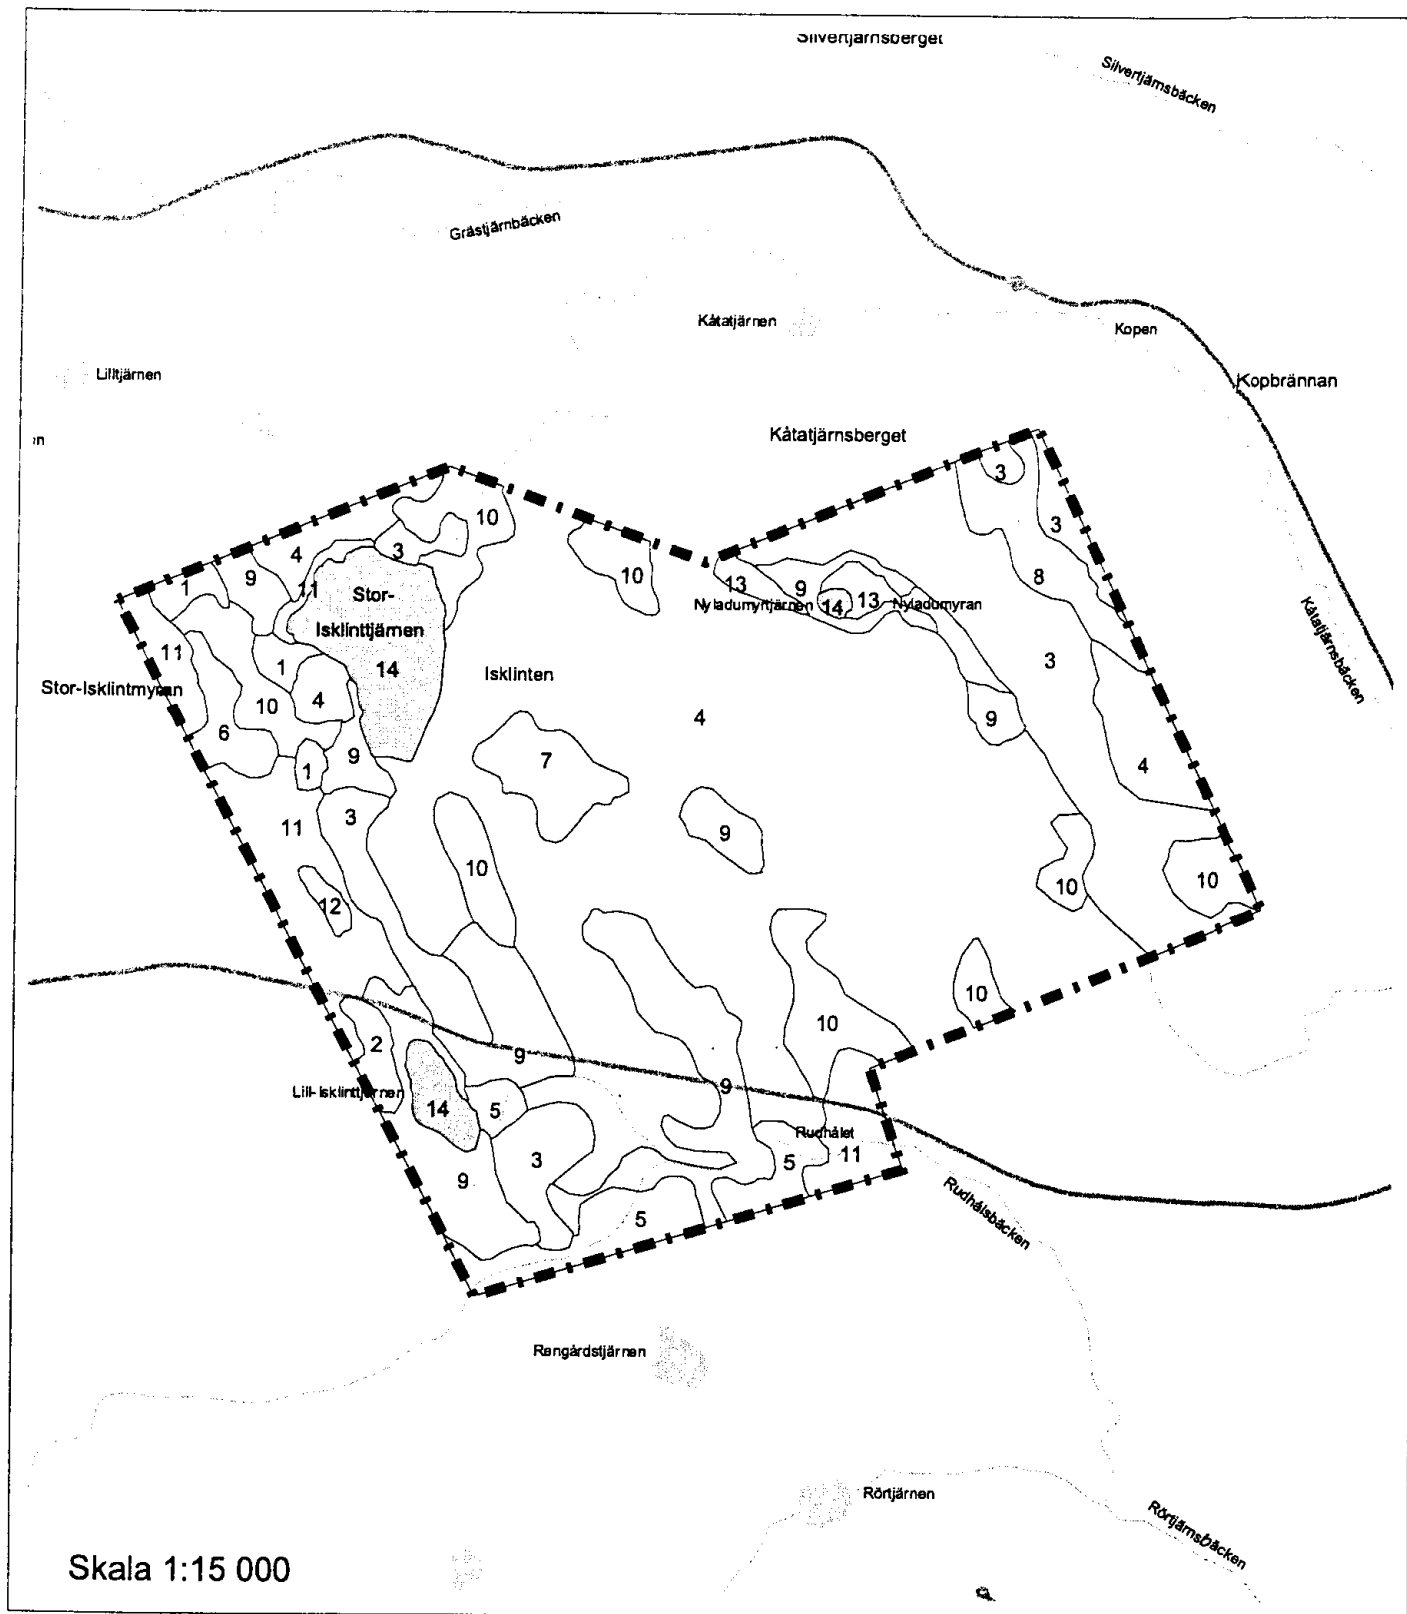 Silvertjärnsberget
Silvertjärnsbäcken
Grästjärnbäcken
Kåtatjärnen
Kopen
Lilltjärnen
Kopbrännan
n
Kåtatjärnsberget
3
10
3
4
3
10
8
1
9
11
13
9
Stor-
14
13
Nyladumyrtjärnen
Nyladumyran
Kåtatjärnsbäcken
Isklinttjärnen
11
1
14
Isklinten
3
Stor-Isklintmyran
10
4
4
9
6
9
7
4
1
3
11
9
10
10
10
12
10
10
2
9
9
Lill-Isklinttjärnen
14
5
Rudhålet
3
5
11
9
Rudhålsbäcken
5
Rengårdstjärnen
Rörtjärnen
Rörtjärnsbäcken
Skala 1:15 000